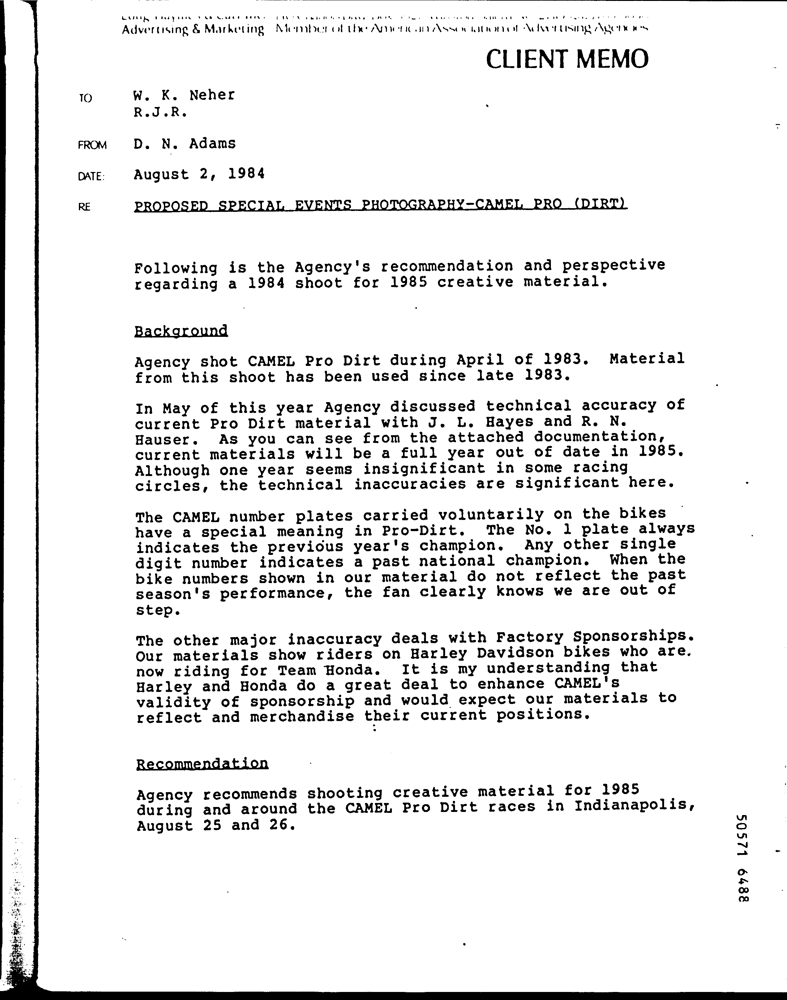 Advertising & Marketing Member of the American Association of Advertising Agencies
CLIENT MEMO
TO W. K. Neher
R.J.R.
FROM D. N. Adams
DATE: August 2, 1984
RE PROPOSED SPECIAL EVENTS PHOTOGRAPHY-CAMEL PRO (DIRT)
Following is the Agency's recommendation and perspective
regarding a 1984 shoot for 1985 creative material.
Background
Agency shot CAMEL Pro Dirt during April of 1983. Material
from this shoot has been used since late 1983.
In May of this year Agency discussed technical accuracy of
current Pro Dirt material with J. L. Hayes and R. N.
Hauser. As you can see from the attached documentation,
current materials will be a full year out of date in 1985.
Although one year seems insignificant in some racing
circles, the technical inaccuracies are significant here.
The CAMEL number plates carried voluntarily on the bikes
have a special meaning in Pro-Dirt. The No. 1 plate always
indicates the previous year's champion. Any other single
digit number indicates a past national champion. When the
bike numbers shown in our material do not reflect the past
season's performance, the fan clearly knows we are out of
step.
The other major inaccuracy deals with Factory Sponsorships.
Our materials show riders on Harley Davidson bikes who are.
now riding for Team Honda. It is my understanding that
Harley and Honda do a great deal to enhance CAMEL's
validity of sponsorship and would expect our materials to
reflect and merchandise their current positions.
Recommendation
Agency recommends shooting creative material for 1985
during and around the CAMEL Pro Dirt races in Indianapolis,
August 25 and 26.
50571 6488